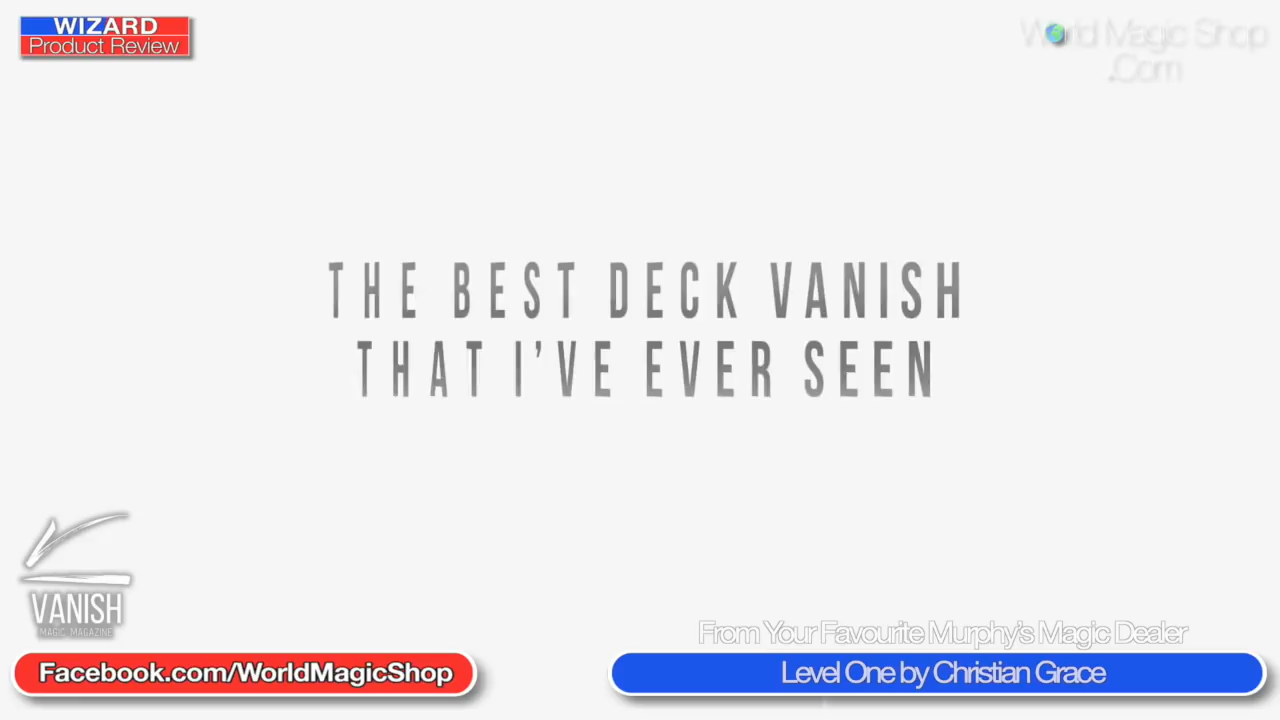 WIZARD
Product Review
World Magic Shop
.Com
THE BEST DECK VANISH
THAT I'VE EVER SEEN
VANISH
MAGIC MAGAZINE
From Your Favourite Murphy's Magic Dealer
Facebook.com/WorldMagicShop
Level One by Christian Grace